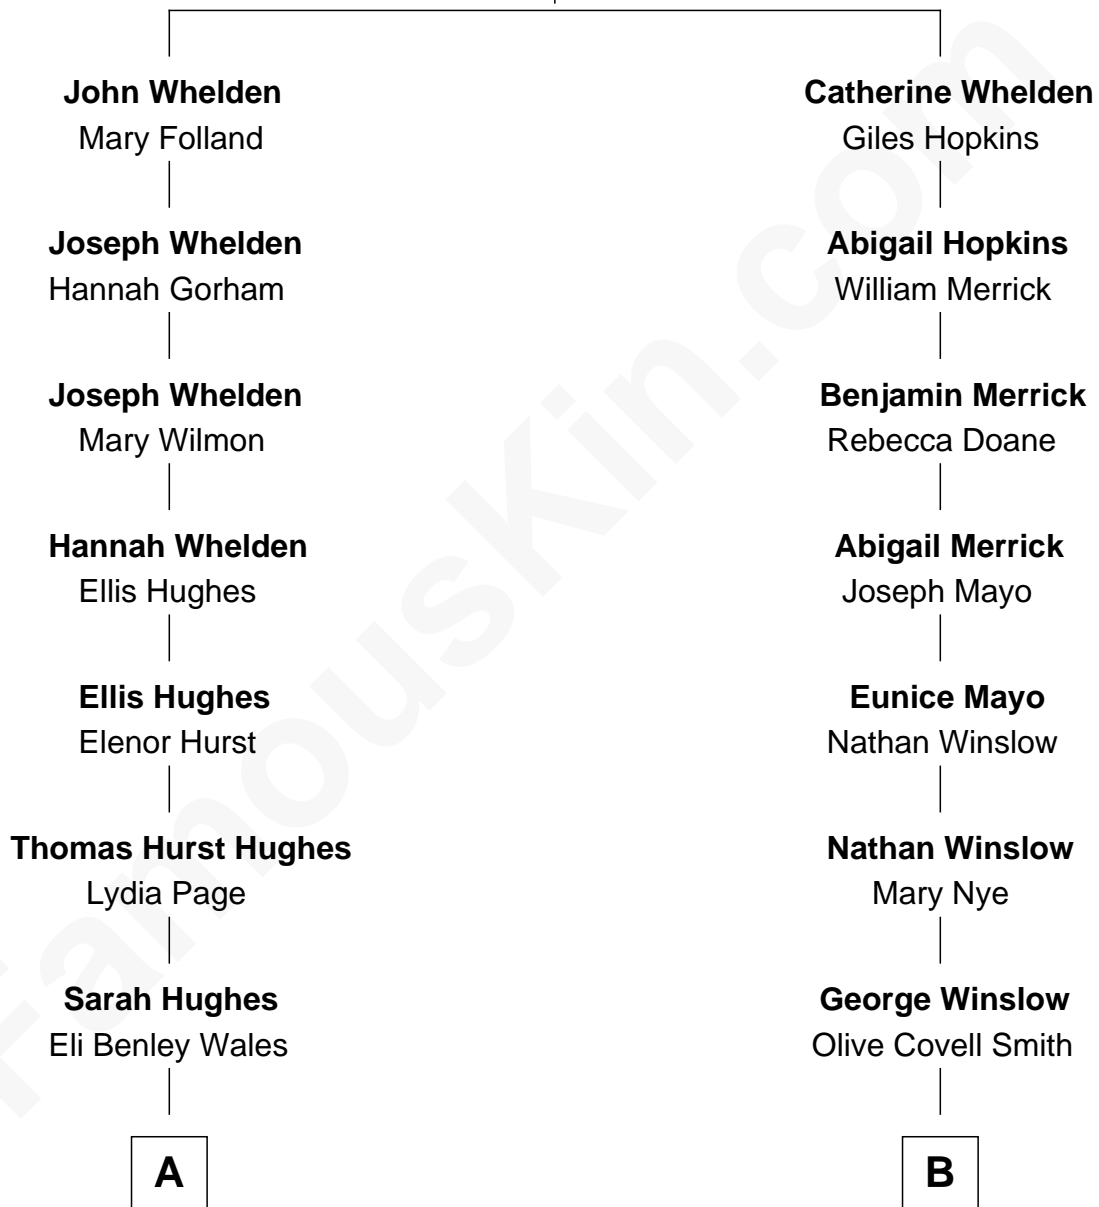 John Whelden
Mary Folland
Joseph Whelden
Hannah Gorham
Joseph Whelden
Mary Wilmon
Hannah Whelden
Ellis Hughes
Ellis Hughes
Elenor Hurst
Thomas Hurst Hughes
Lydia Page
Sarah Hughes
Eli Benley Wales
A
Catherine Whelden
Giles Hopkins
Abigail Hopkins
William Merrick
Benjamin Merrick
Rebecca Doane
Abigail Merrick
Joseph Mayo
Eunice Mayo
Nathan Winslow
Nathan Winslow
Mary Nye
George Winslow
Olive Covell Smith
B
FamousKin.com